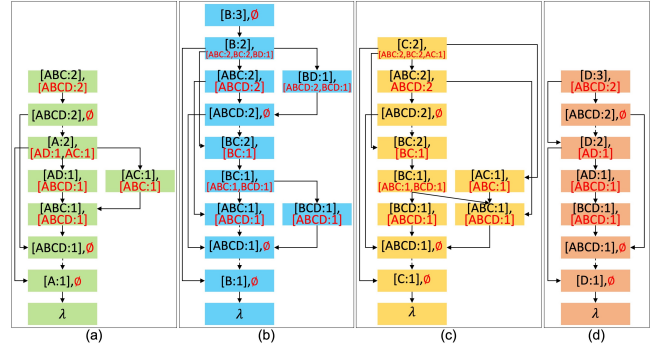 [ABC:2],
[ABCD:2]
[ABCD:2],∅
[A:2],
[AD:1,AC:1]
[AD:1],
[ABCD:1]
[AC:1],
[ABC:1]
[ABC:1],
[ABCD:1]
[ABCD:1],∅
[A:1],∅
λ
(a)
[B:3],∅
[B:2],
[ABC:2,BC:2,BD:1]
[ABC:2],
[ABCD:2]
[BD:1],
[ABCD:2,BCD:1]
[ABCD:2],∅
[BC:2],
[BC:1]
[BC:1],
[ABC:1,BCD:1]
[ABC:1],
[ABCD:1]
[BCD:1],
[ABCD:1]
[ABCD:1],∅
[B:1],∅
λ
(b)
[C:2],
[ABC:2,BC:2,AC:1]
[ABC:2],
ABCD:2]
[ABCD:2],∅
[BC:2],
[BC:1]
[BC:1],
[ABC:1,BCD:1]
[AC:1],
[ABC:1]
[BCD:1],
[ABCD:1]
[ABC:1],
[ABCD:1]
[ABCD:1],∅
[C:1],∅
λ
(c)
[D:3],
[ABCD:2]
[ABCD:2],∅
[D:2],
[AD:1]
[AD:1],
[ABCD:1]
[BCD:1],
[ABCD:1]
[ABCD:1],∅
[D:1],∅
λ
(d)